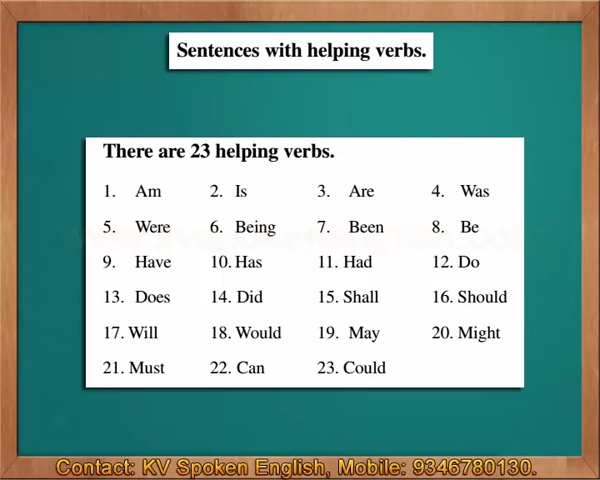 Sentences with helping verbs.
There are 23 helping verbs.
1. Am 2. Is 3. Are 4. Was
5. Were 6. Being 7. Been 8. Be
9. Have 10. Has 11. Had 12. Do
13. Does 14. Did 15. Shall 16. Should
17. Will 18. Would 19. May 20. Might
21. Must 22. Can 23. Could
Contact: KV Spoken English, Mobile: 9346780130.